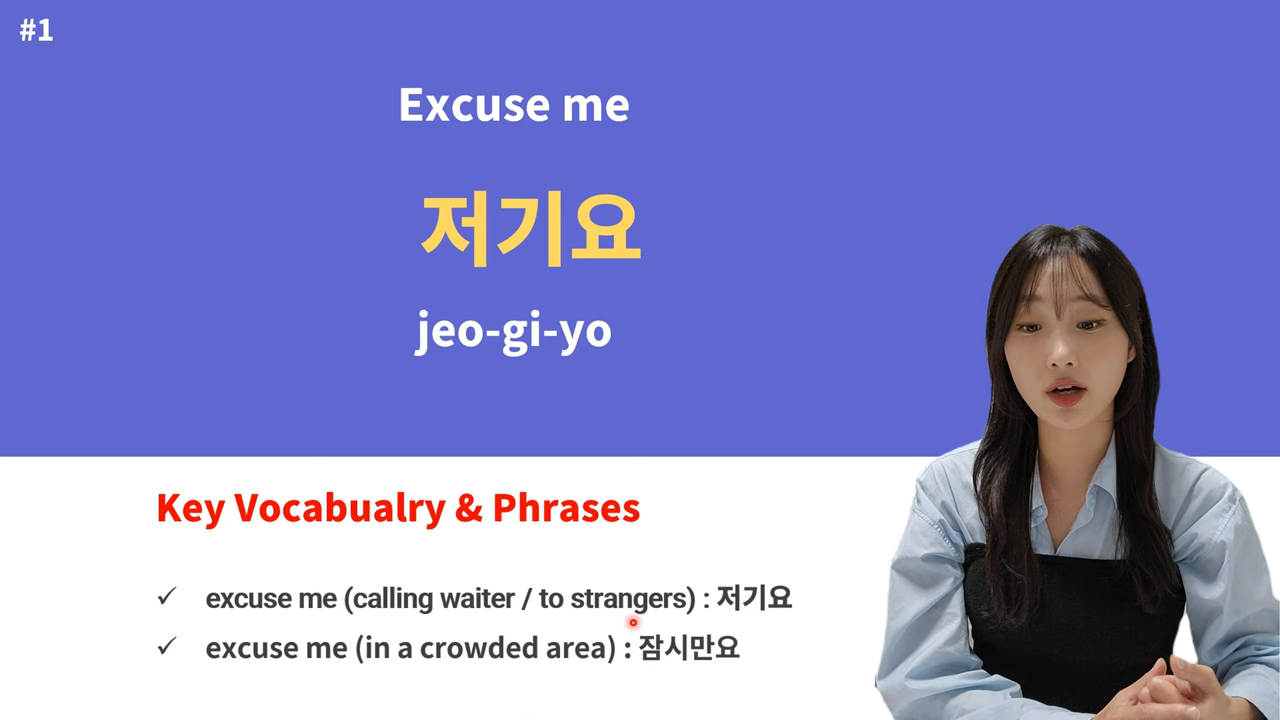 #1
Excuse me
저기요
jeo-gi-yo
Key Vocabualry & Phrases
✓ excuse me (calling waiter / to strangers) : 저기요
✓ excuse me (in a crowded area) : 잠시만요